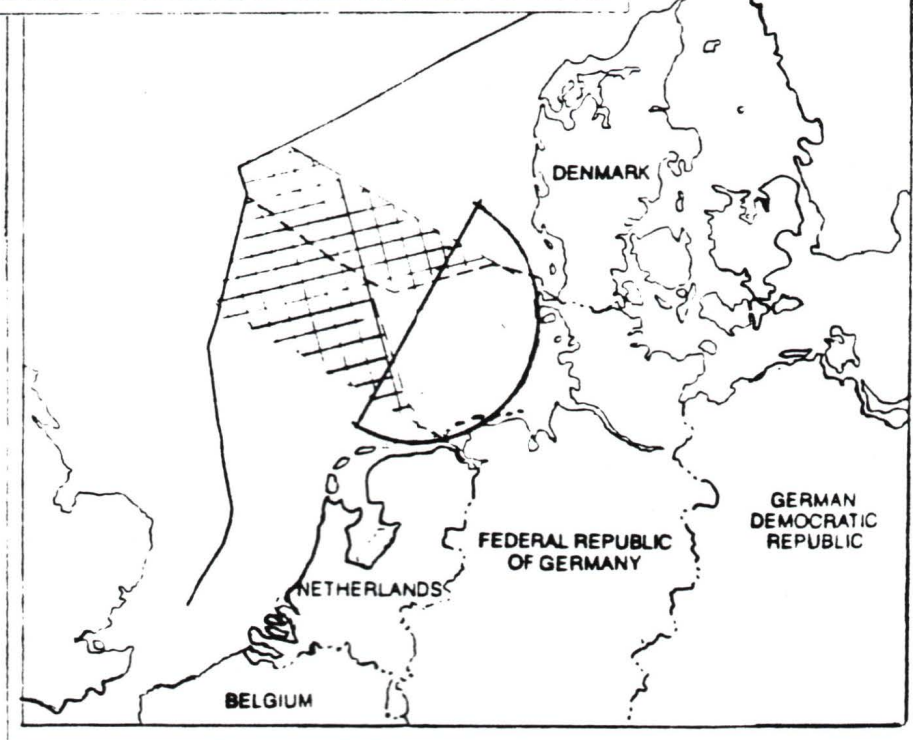 DENMARK
GERMAN
DEMOCRATIC
REPUBLIC
FEDERAL REPUBLIC
OF GERMANY
NETHERLANDS
BELGIUM